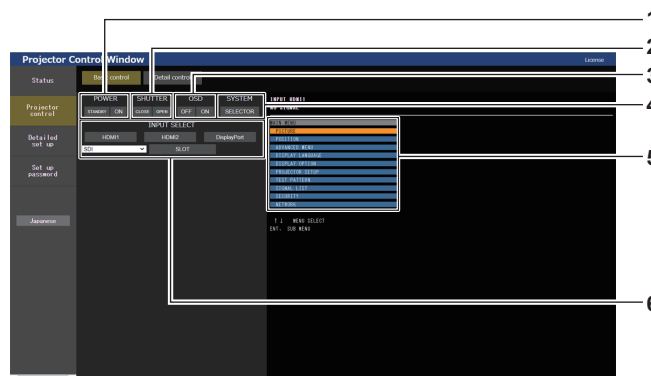 1
2
3
4
5
6
Projector Control Window
License
Status
Projector control
Detailed set up
Set up password
Japanese
Basic control
Detail control
POWER
SHUTTER
OSD
SYSTEM
STANDBY ON
CLOSE OPEN
OFF ON
SELECTOR
INPUT SELECT
HDMI1
HDMI2
DisplayPort
SDI
SLOT
INPUT HDMI1
NO SIGNAL
MAIN MENU
PICTURE
POSITION
ADVANCED MENU
DISPLAY LANGUAGE
DISPLAY OPTION
PROJECTOR SETUP
TEST PATTERN
SIGNAL LIST
SECURITY
NETWORK
↑↓ MENU SELECT
ENT. SUB MENU